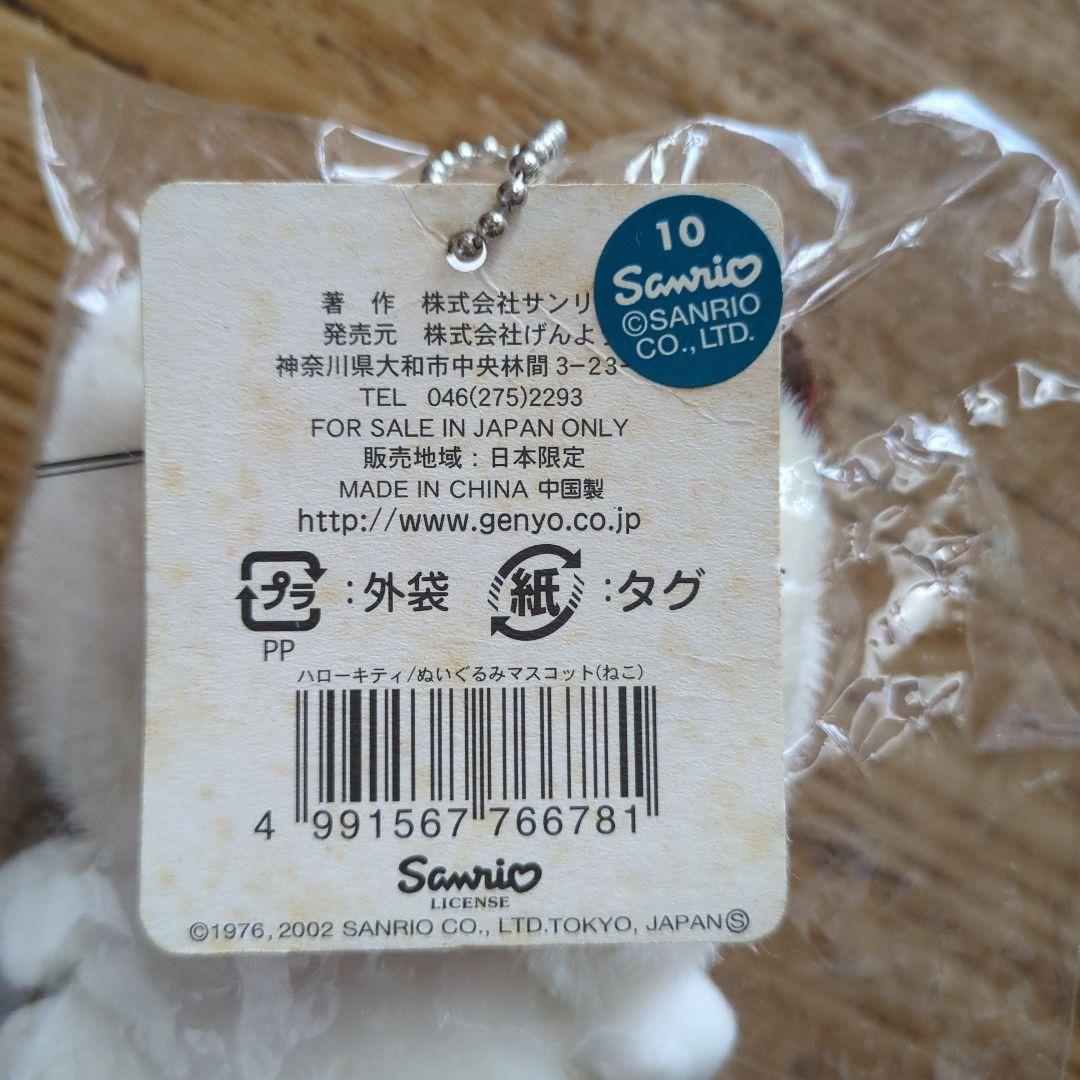 10
Sanrio
©SANRIO
CO., LTD.
著 作 株式会社サンリ
発売元 株式会社げんよ
神奈川県大和市中央林間3-23-
TEL 046(275)2293
FOR SALE IN JAPAN ONLY
販売地域:日本限定
MADE IN CHINA 中国製
http://www.genyo.co.jp
プラ :外袋 紙 :タグ
PP
ハローキティ/ぬいぐるみマスコット(ねこ)
4 991567 766781
Sanrio
LICENSE
©1976, 2002 SANRIO CO., LTD.TOKYO, JAPAN Ⓢ